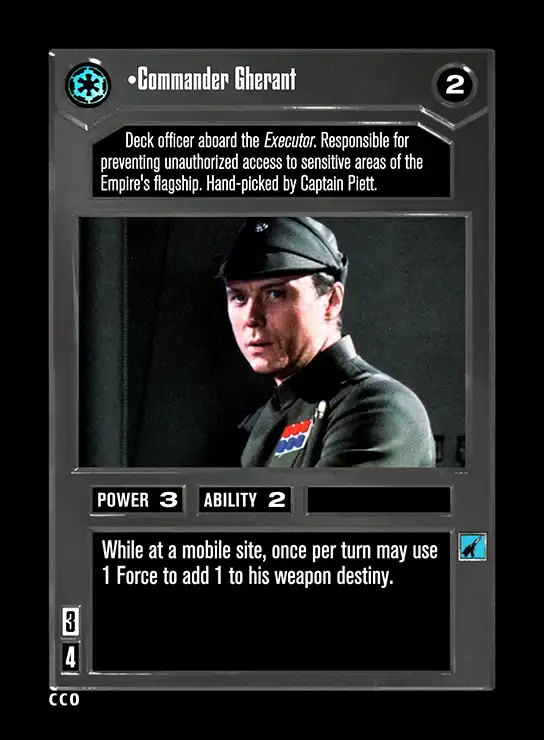 •Commander Gherant
2
Deck officer aboard the Executor. Responsible for
preventing unauthorized access to sensitive areas of the
Empire's flagship. Hand-picked by Captain Piett.
POWER 3 ABILITY 2
While at a mobile site, once per turn may use
1 Force to add 1 to his weapon destiny.
3
4
CCO